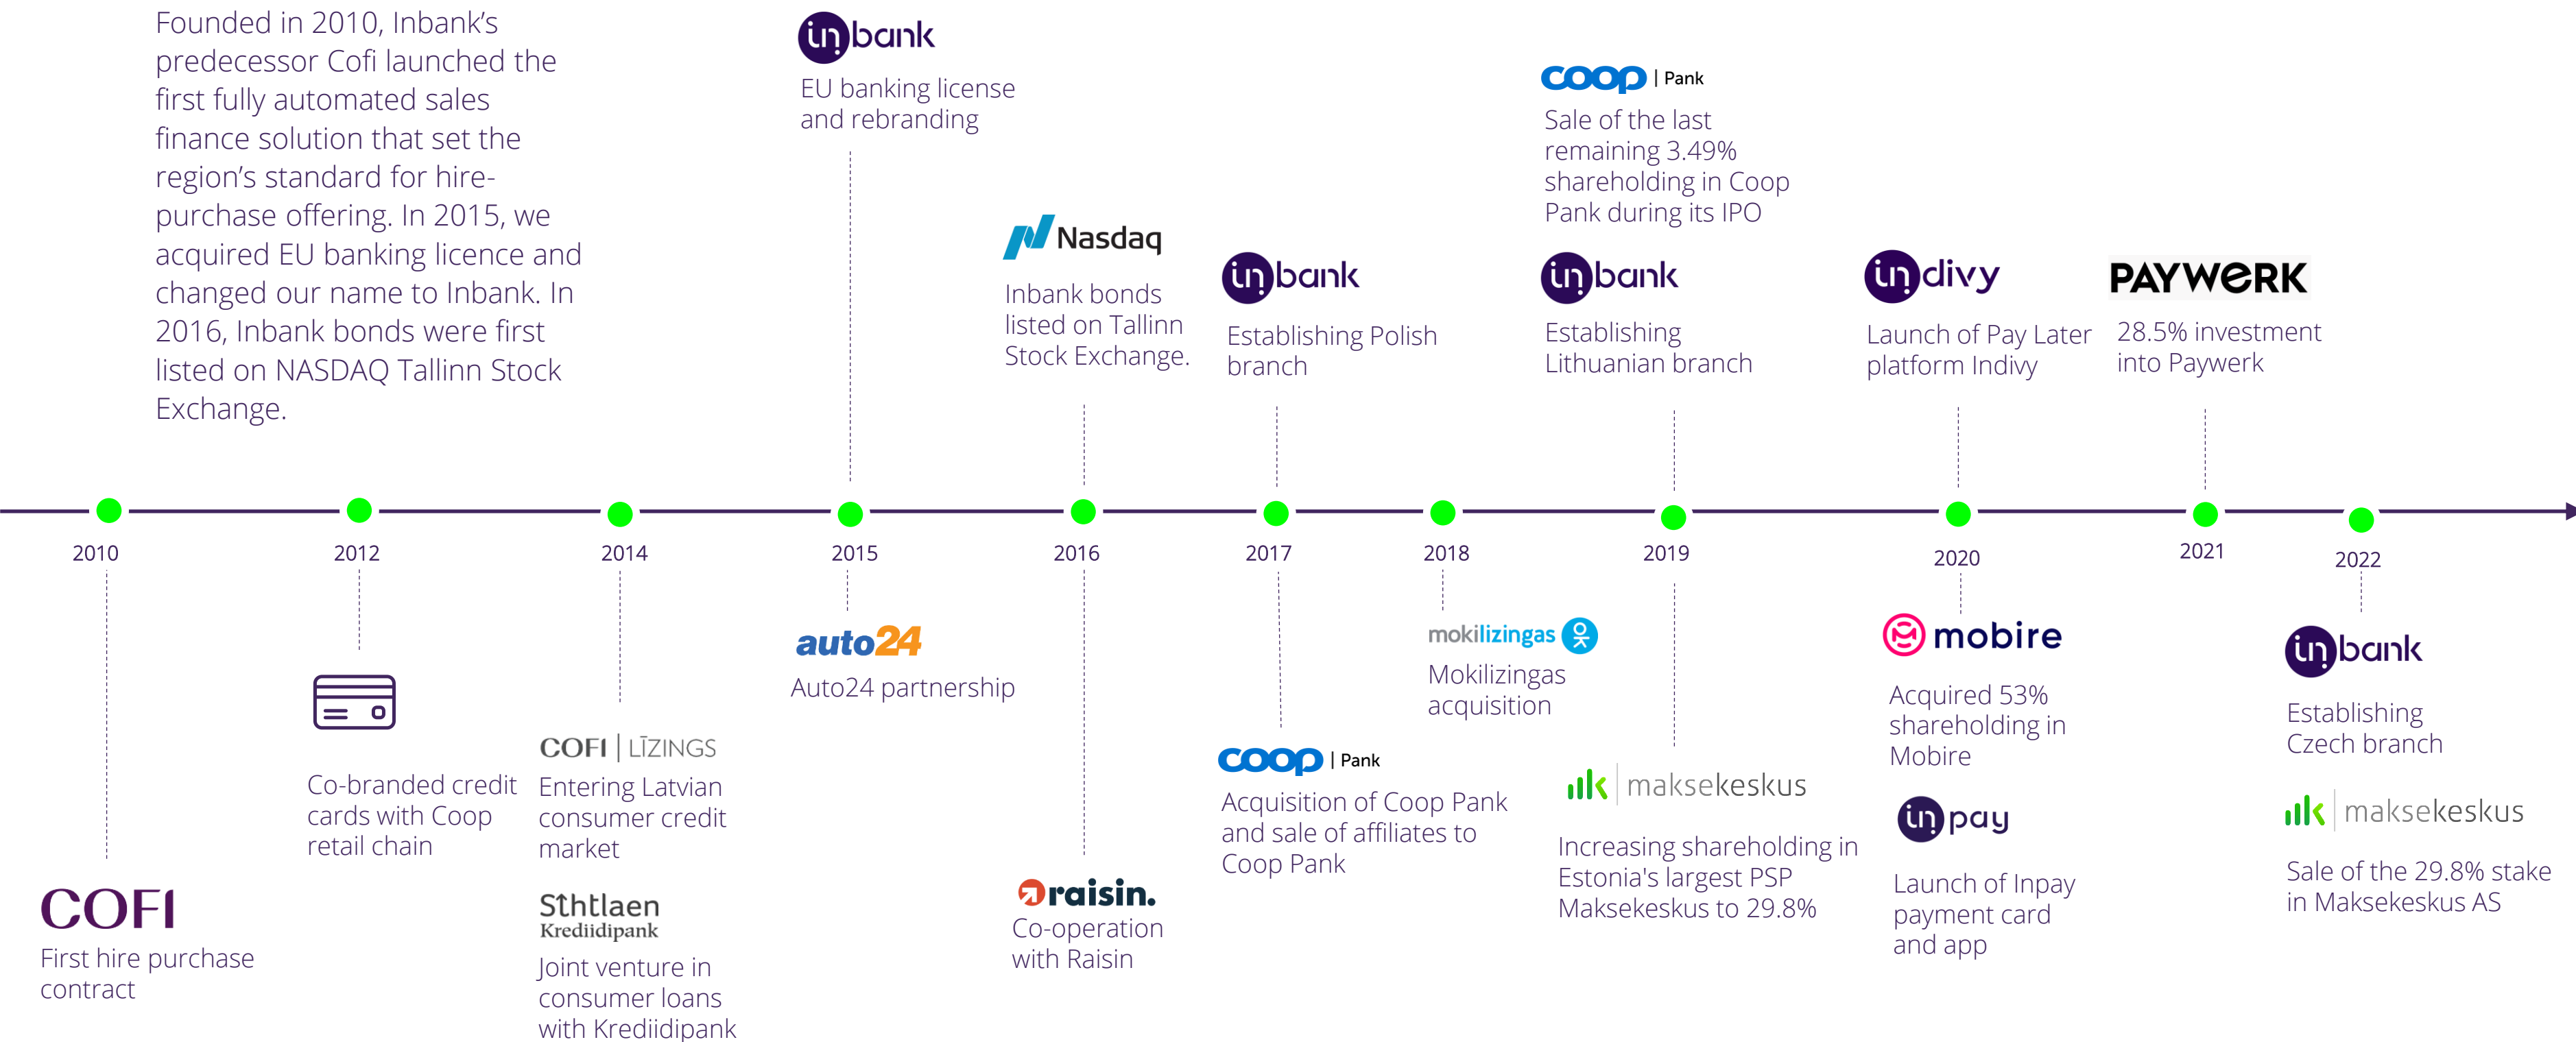 Founded in 2010, Inbank's
predecessor Cofi launched the
first fully automated sales
finance solution that set the
region's standard for hire-
purchase offering. In 2015, we
acquired EU banking licence and
changed our name to Inbank. In
2016, Inbank bonds were first
listed on NASDAQ Tallinn Stock
Exchange.
inbank
EU banking license
and rebranding
Nasdaq
Inbank bonds
listed on Tallinn
Stock Exchange.
inbank
Establishing Polish
branch
coop | Pank
Sale of the last
remaining 3.49%
shareholding in Coop
Pank during its IPO
inbank
Establishing
Lithuanian branch
indivy
Launch of Pay Later
platform Indivy
PAYWERK
28.5% investment
into Paywerk
2010
2012
2014
2015
2016
2017
2018
2019
2020
2021
2022
COFI
First hire purchase
contract
Co-branded credit
cards with Coop
retail chain
COFI | LĪZINGS
Entering Latvian
consumer credit
market
Sthtlaen
Krediidipank
Joint venture in
consumer loans
with Krediidipank
auto24
Auto24 partnership
raisin.
Co-operation
with Raisin
coop | Pank
Acquisition of Coop Pank
and sale of affiliates to
Coop Pank
mokilizingas
Mokilizingas
acquisition
maksekeskus
Increasing shareholding in
Estonia's largest PSP
Maksekeskus to 29.8%
mobire
Acquired 53%
shareholding in
Mobire
inpay
Launch of Inpay
payment card
and app
inbank
Establishing
Czech branch
maksekeskus
Sale of the 29.8% stake
in Maksekeskus AS